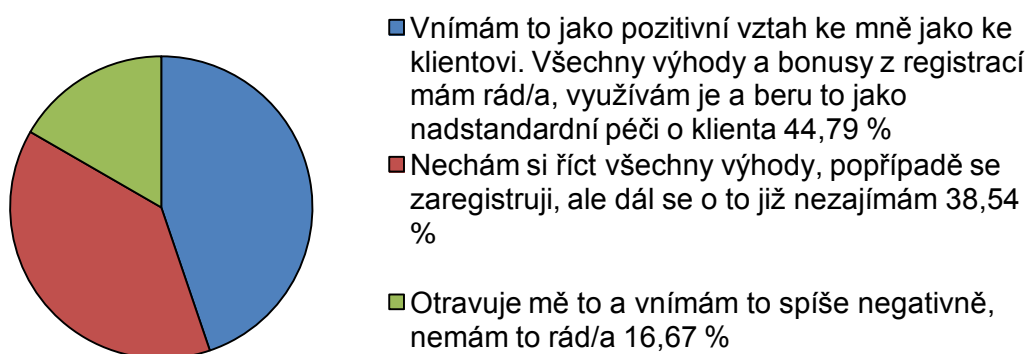 Vnímám to jako pozitivní vztah ke mně jako ke
klientovi. Všechny výhody a bonusy z registrací
mám rád/a, využívám je a beru to jako
nadstandardní péči o klienta 44,79 %
Nechám si říct všechny výhody, popřípadě se
zaregistruji, ale dál se o to již nezajímám 38,54
%
Otravuje mě to a vnímám to spíše negativně,
nemám to rád/a 16,67 %